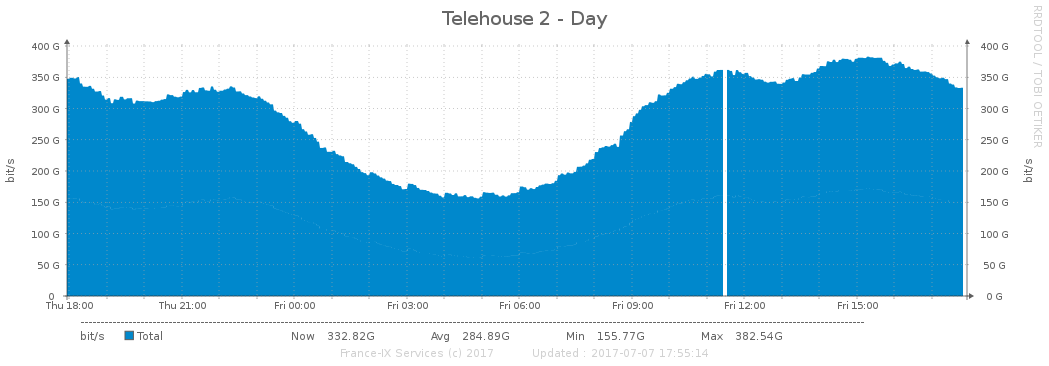 Telehouse 2 - Day
RRDTOOL / TOBI OETIKER
400 G 400 G
350 G 350 G
300 G 300 G
250 G 250 G
200 G 200 G
150 G 150 G
100 G 100 G
50 G 50 G
0 0 G
bit/s bit/s
Thu 18:00 Thu 21:00 Fri 00:00 Fri 03:00 Fri 06:00 Fri 09:00 Fri 12:00 Fri 15:00
bit/s Total Now 332.82G Avg 284.89G Min 155.77G Max 382.54G
France-IX Services (c) 2017 Updated : 2017-07-07 17:55:14